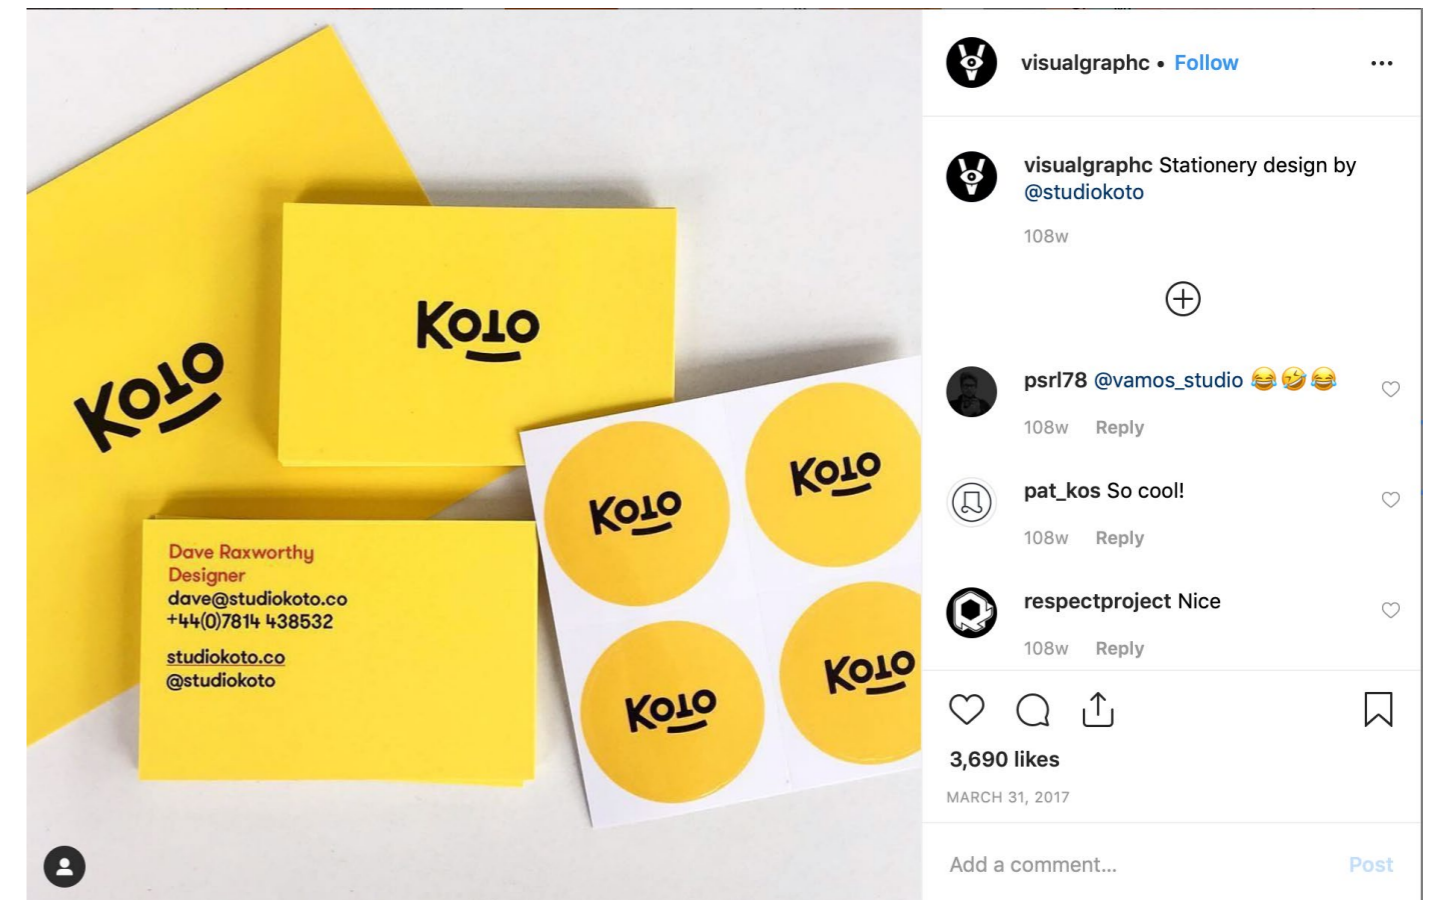 Koto
Koto
Dave Raxworthy
Designer
dave@studiokoto.co
+44(0)7814 438532
studiokoto.co
@studiokoto
Koto
Koto
Koto
Koto
visualgraphc • Follow
visualgraphc Stationery design by
@studiokoto
108w
psrl78 @vamos_studio 😂🤣😂
108w Reply
pat_kos So cool!
108w Reply
respectproject Nice
108w Reply
3,690 likes
MARCH 31, 2017
Add a comment... Post